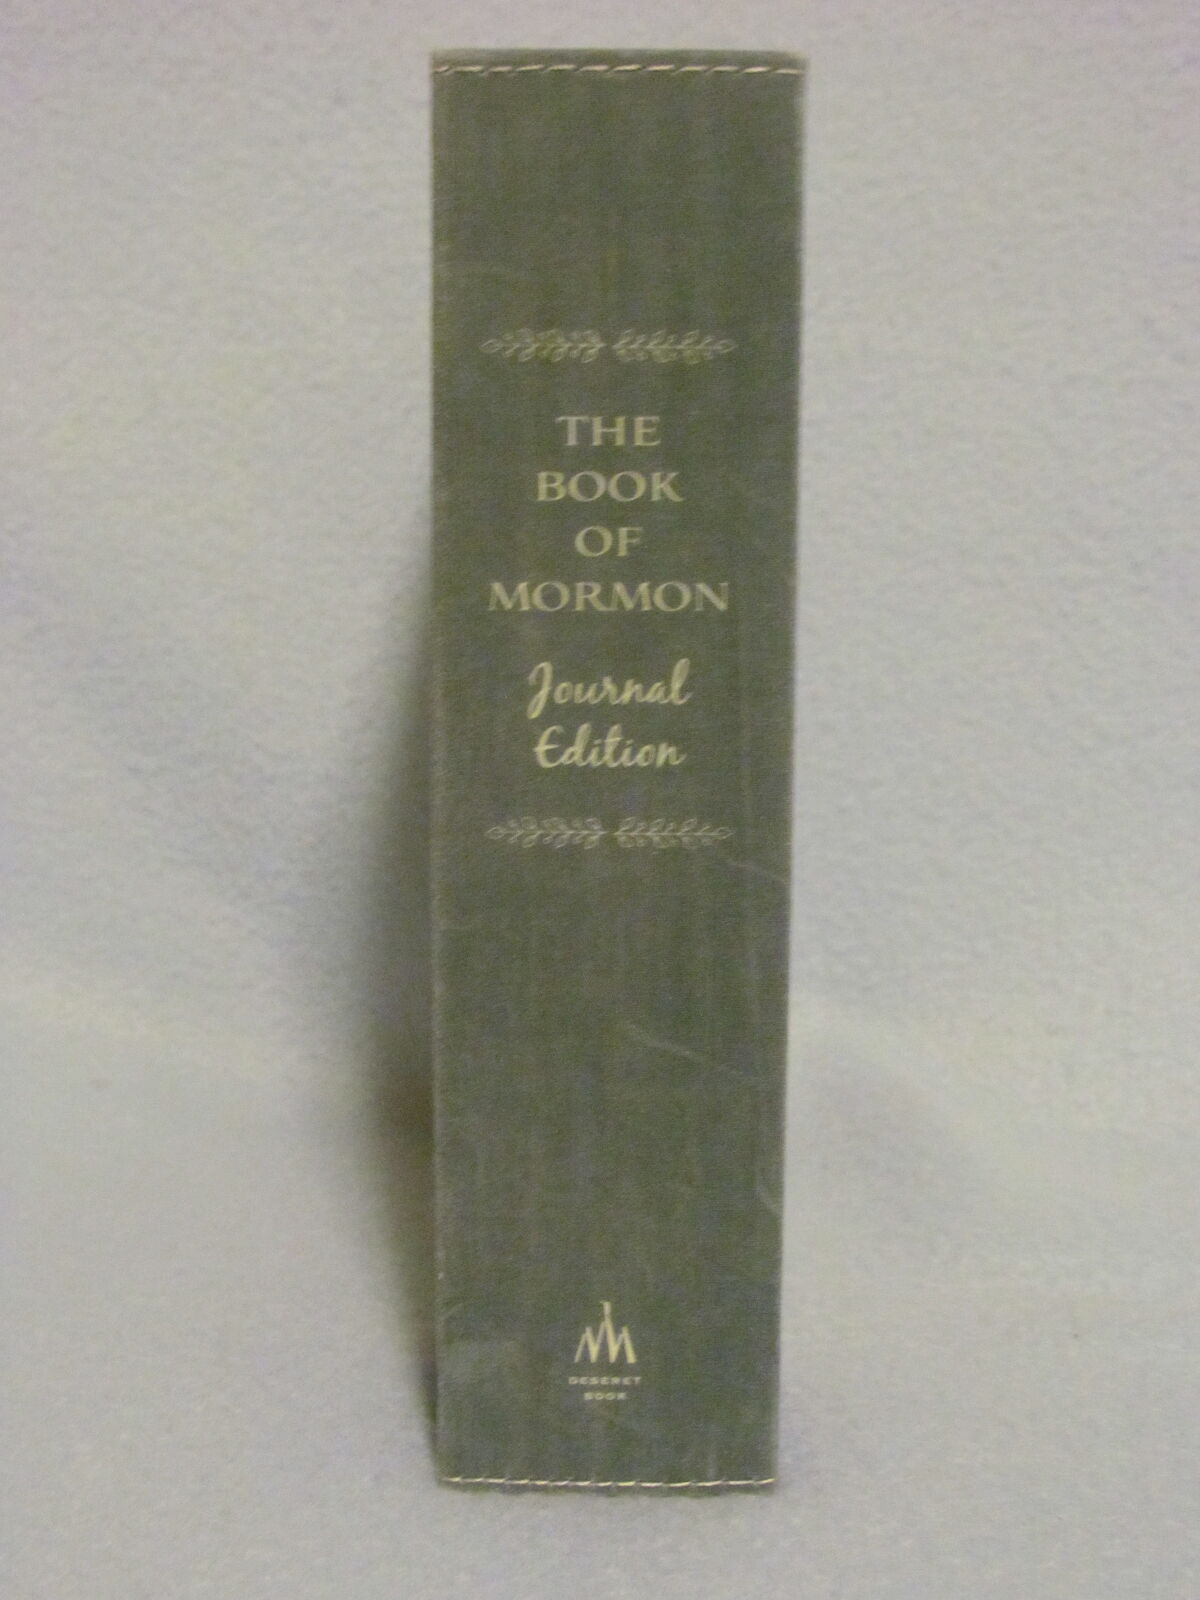 THE
BOOK
OF
MORMON
Journal
Edition
DESERET
BOOK